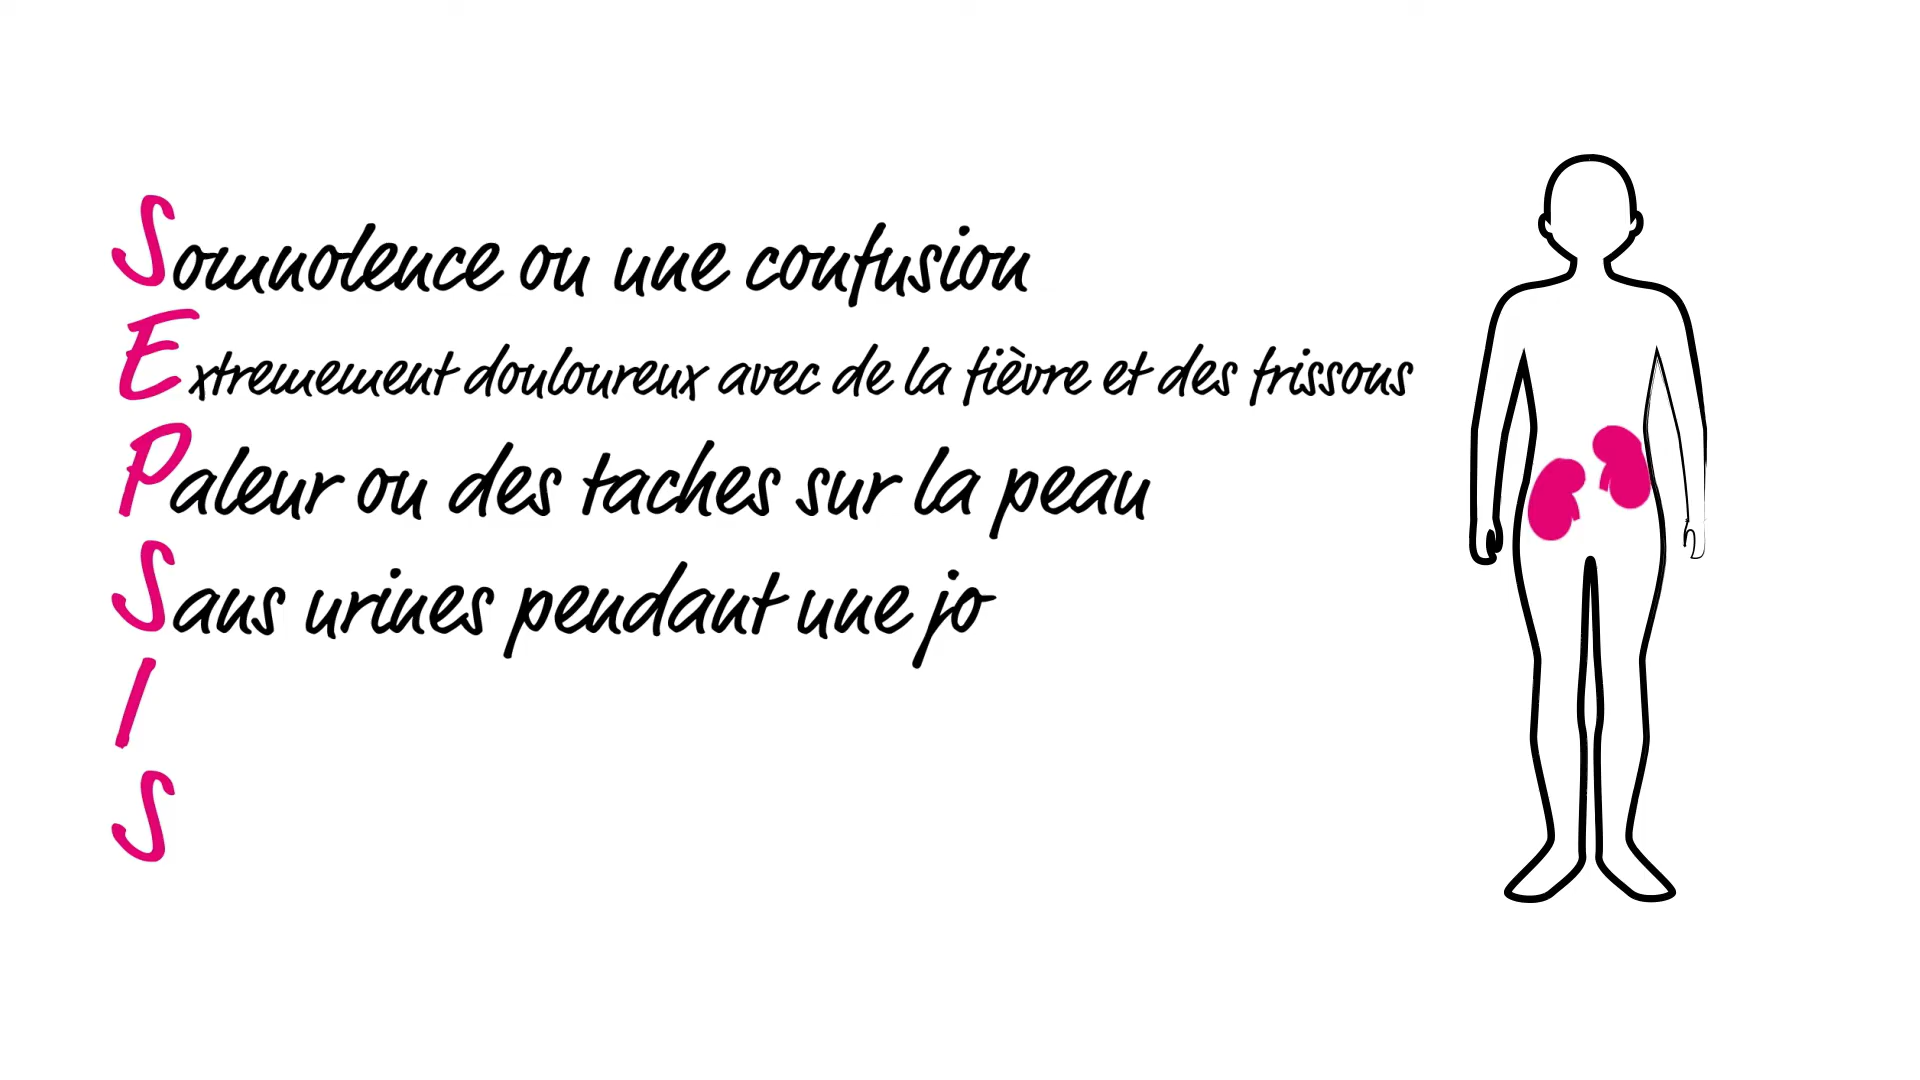 Somnolence ou une confusion
Extremement douloureux avec de la fièvre et des frissons
Paleur ou des taches sur la peau
Sans urines pendant une jo
I
S